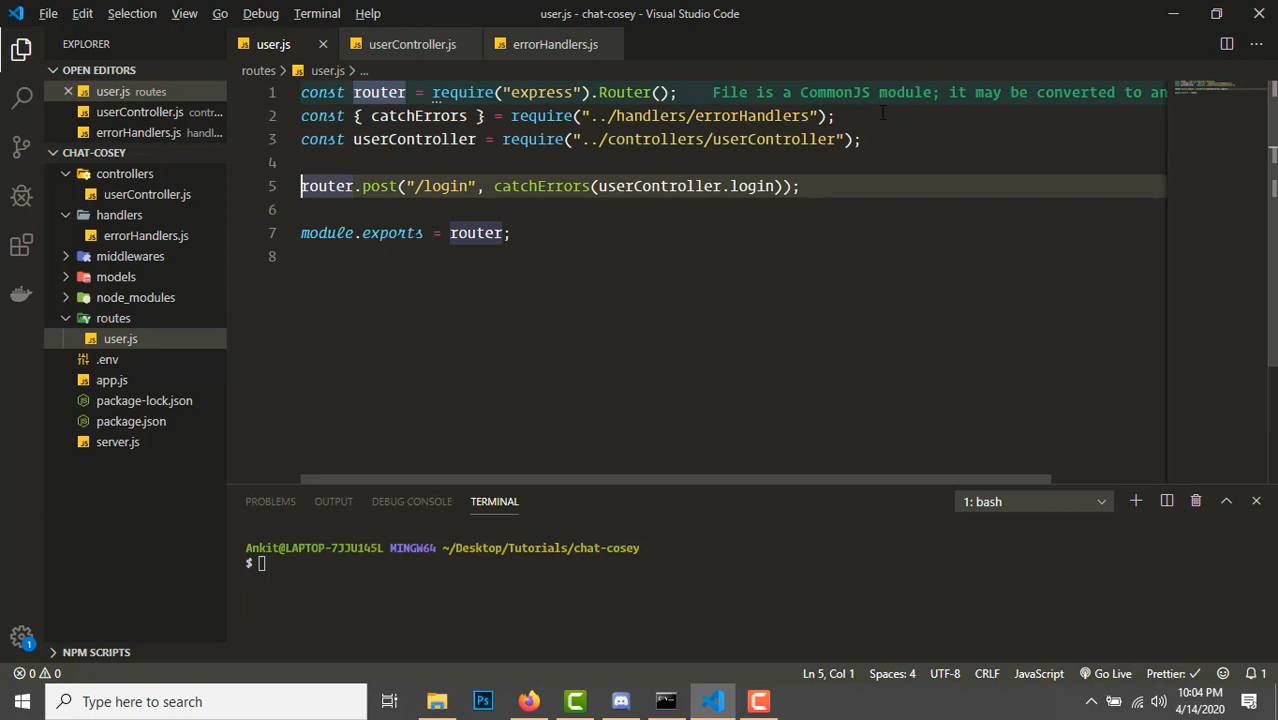 File Edit Selection View Go Debug Terminal Help
user.js - chat-cosey - Visual Studio Code
EXPLORER
OPEN EDITORS
user.js routes
userController.js contr...
errorHandlers.js handl...
CHAT-COSEY
controllers
userController.js
handlers
errorHandlers.js
middlewares
models
node_modules
routes
user.js
.env
app.js
package-lock.json
package.json
server.js
NPM SCRIPTS
user.js
userController.js
errorHandlers.js
routes > user.js > ...
1 const router = require("express").Router(); File is a CommonJS module; it may be converted to an
2 const { catchErrors } = require("../handlers/errorHandlers");
3 const userController = require("../controllers/userController");
4
5 router.post("/login", catchErrors(userController.login));
6
7 module.exports = router;
8
PROBLEMS OUTPUT DEBUG CONSOLE TERMINAL
1: bash
Ankit@LAPTOP-7JJU145L MINGW64 ~/Desktop/Tutorials/chat-cosey
$
1
0 0
Ln 5, Col 1 Spaces: 4 UTF-8 CRLF JavaScript Go Live Prettier: ✓ 1
Type here to search
10:04 PM
4/14/2020